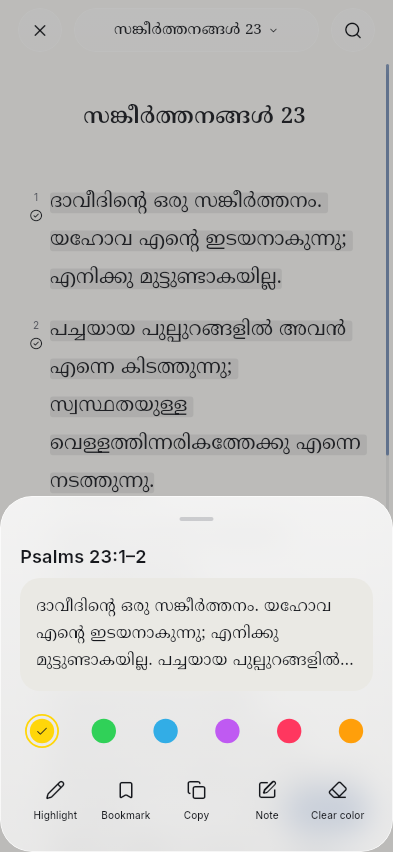 സങ്കീർത്തനങ്ങൾ 23
സങ്കീർത്തനങ്ങൾ 23
1 ദാവീദിന്റെ ഒരു സങ്കീർത്തനം.
യഹോവ എന്റെ ഇടയനാകുന്നു;
എനിക്കു മുട്ടുണ്ടാകയില്ല.
2 പച്ചയായ പുല്പുറങ്ങളിൽ അവൻ
എന്നെ കിടത്തുന്നു;
സ്വസ്ഥതയുള്ള
വെള്ളത്തിന്നരികത്തേക്കു എന്നെ
നടത്തുന്നു.
Psalms 23:1–2
ദാവീദിന്റെ ഒരു സങ്കീർത്തനം. യഹോവ
എന്റെ ഇടയനാകുന്നു; എനിക്കു
മുട്ടുണ്ടാകയില്ല. പച്ചയായ പുല്പുറങ്ങളിൽ...
Highlight Bookmark Copy Note Clear color